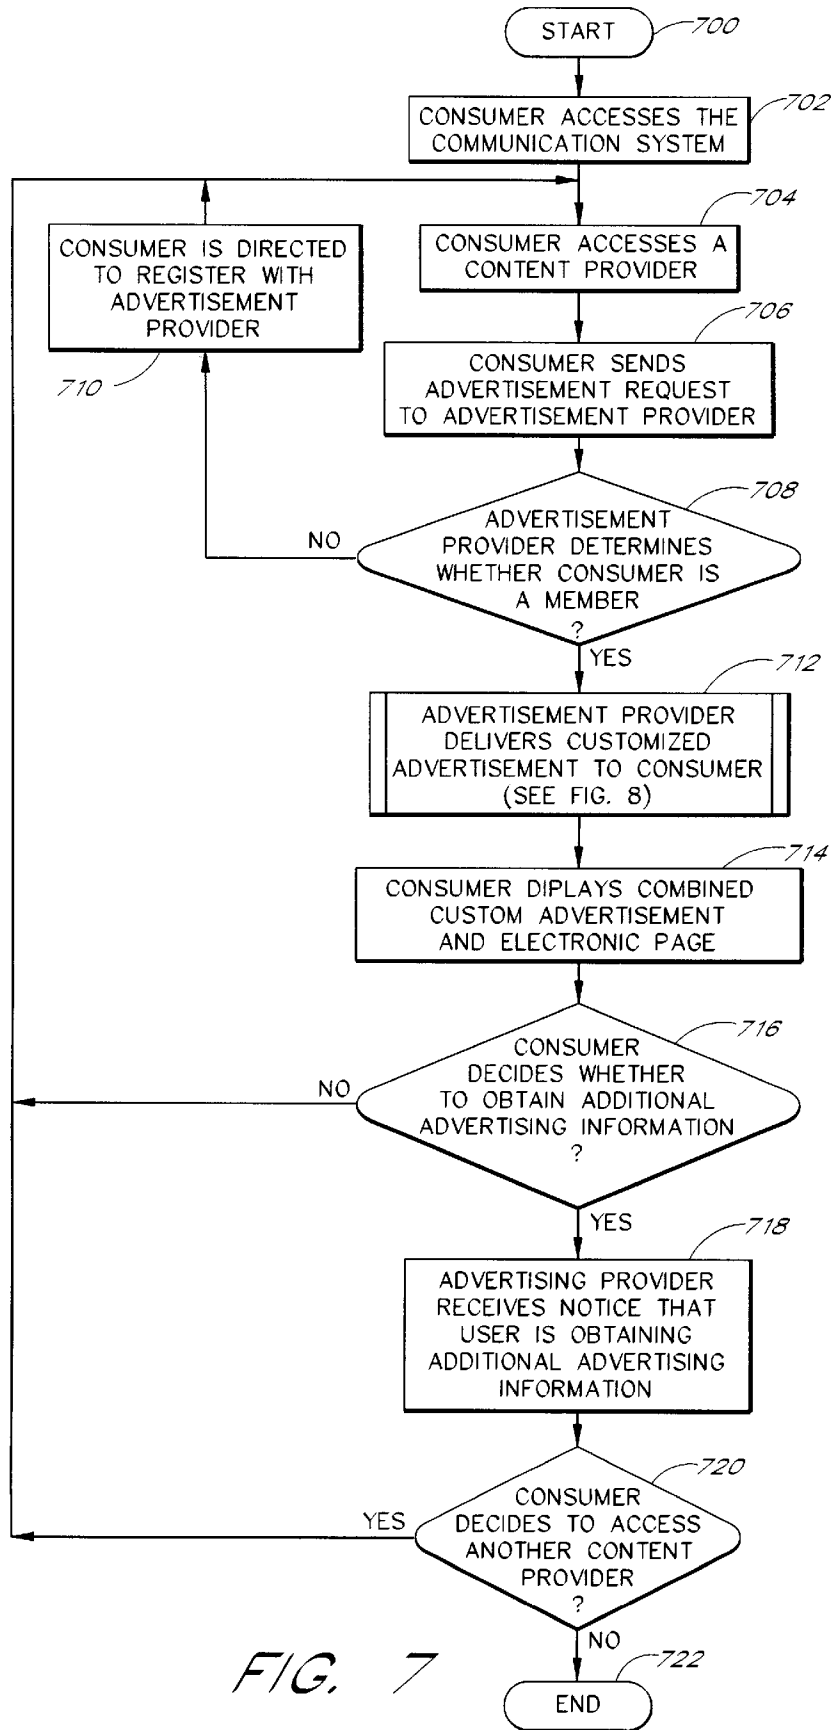 START
700
CONSUMER ACCESSES THE
COMMUNICATION SYSTEM
702
CONSUMER ACCESSES A
CONTENT PROVIDER
704
CONSUMER IS DIRECTED
TO REGISTER WITH
ADVERTISEMENT
PROVIDER
710
CONSUMER SENDS
ADVERTISEMENT REQUEST
TO ADVERTISEMENT PROVIDER
706
ADVERTISEMENT
PROVIDER DETERMINES
WHETHER CONSUMER IS
A MEMBER
?
708
NO
YES
ADVERTISEMENT PROVIDER
DELIVERS CUSTOMIZED
ADVERTISEMENT TO CONSUMER
(SEE FIG. 8)
712
CONSUMER DIPLAYS COMBINED
CUSTOM ADVERTISEMENT
AND ELECTRONIC PAGE
714
CONSUMER
DECIDES WHETHER
TO OBTAIN ADDITIONAL
ADVERTISING INFORMATION
?
716
NO
YES
ADVERTISING PROVIDER
RECEIVES NOTICE THAT
USER IS OBTAINING
ADDITIONAL ADVERTISING
INFORMATION
718
CONSUMER
DECIDES TO ACCESS
ANOTHER CONTENT
PROVIDER
?
720
YES
NO
END
722
FIG. 7